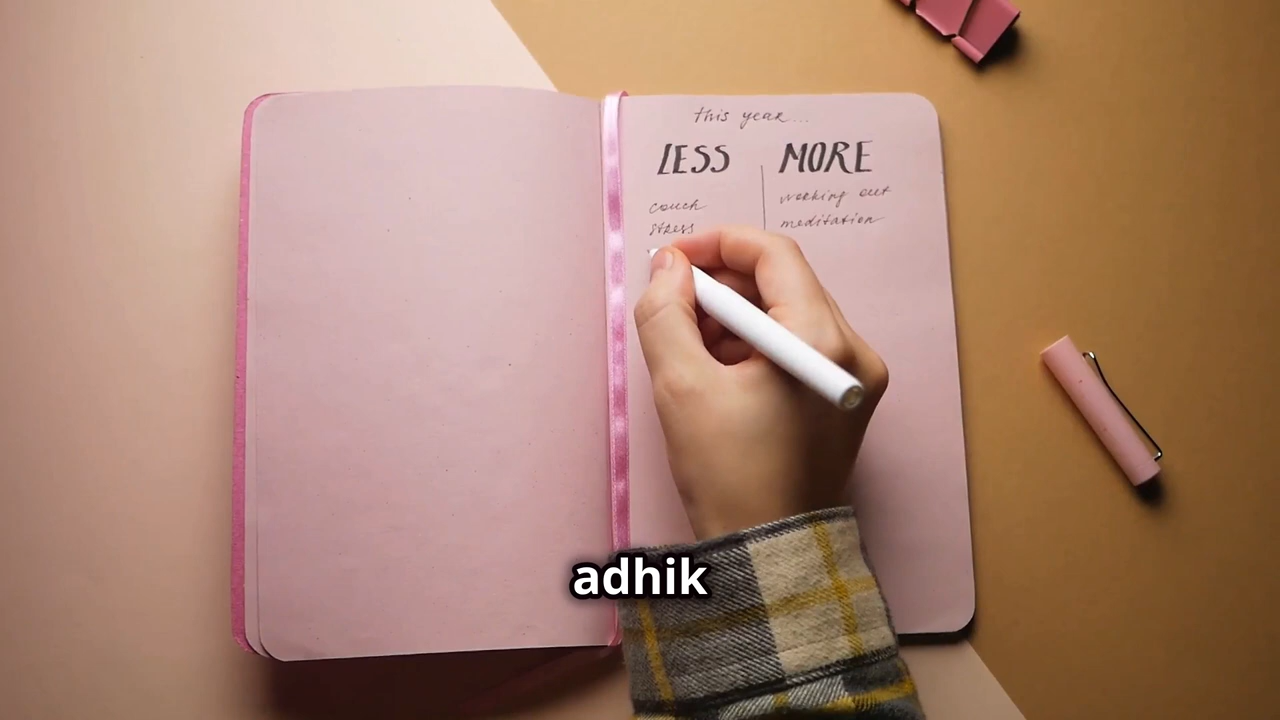 this year...
LESS MORE
couch working out
stress meditation
adhik